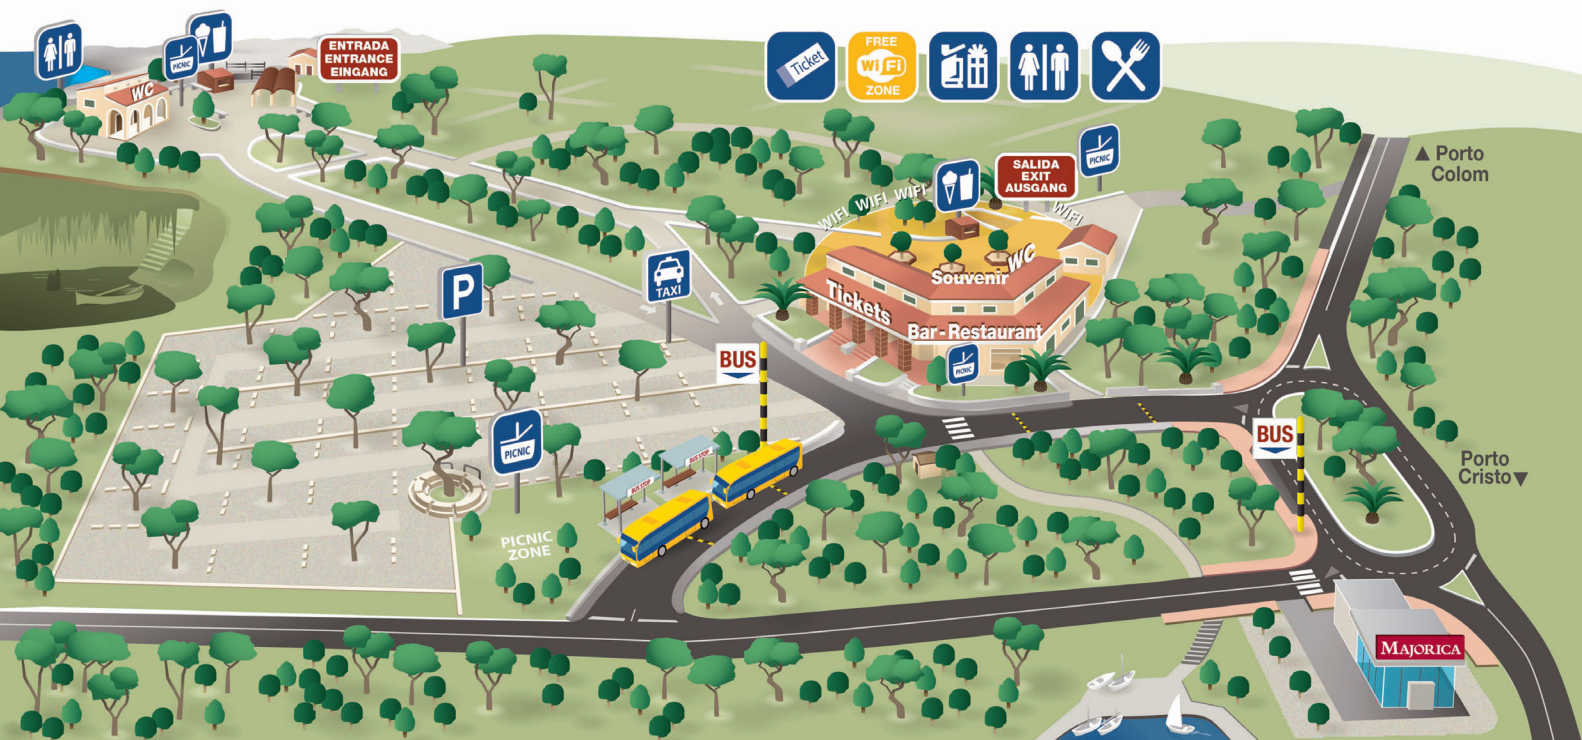 ENTRADA
ENTRANCE
EINGANG
PICNIC
WC
Ticket
FREE
WiFi
ZONE
PICNIC
SALIDA
EXIT
AUSGANG
Porto
Colom
WIFI WIFI WIFI
WIFI
WC
Souvenir
Tickets
Bar-Restaurant
PICNIC
TAXI
P
BUS
BUS
PICNIC
BUS STOP
BUS STOP
PICNIC
ZONE
Porto
Cristo
MAJORICA